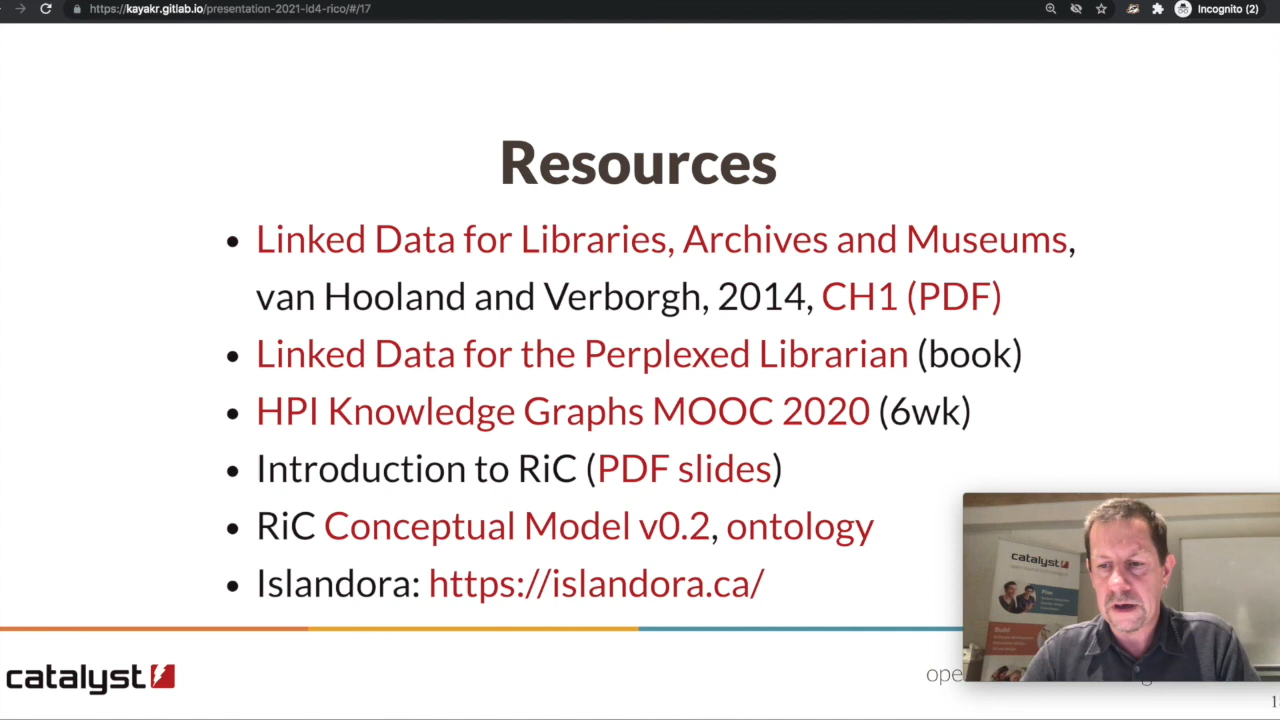 https://kayakr.gitlab.io/presentation-2021-ld4-rico/#/17
Incognito (2)
Resources
• Linked Data for Libraries, Archives and Museums,
van Hooland and Verborgh, 2014, CH1 (PDF)
• Linked Data for the Perplexed Librarian (book)
• HPI Knowledge Graphs MOOC 2020 (6wk)
• Introduction to RiC (PDF slides)
• RiC Conceptual Model v0.2, ontology
• Islandora: https://islandora.ca/
catalyst
Plan
Build
catalyst